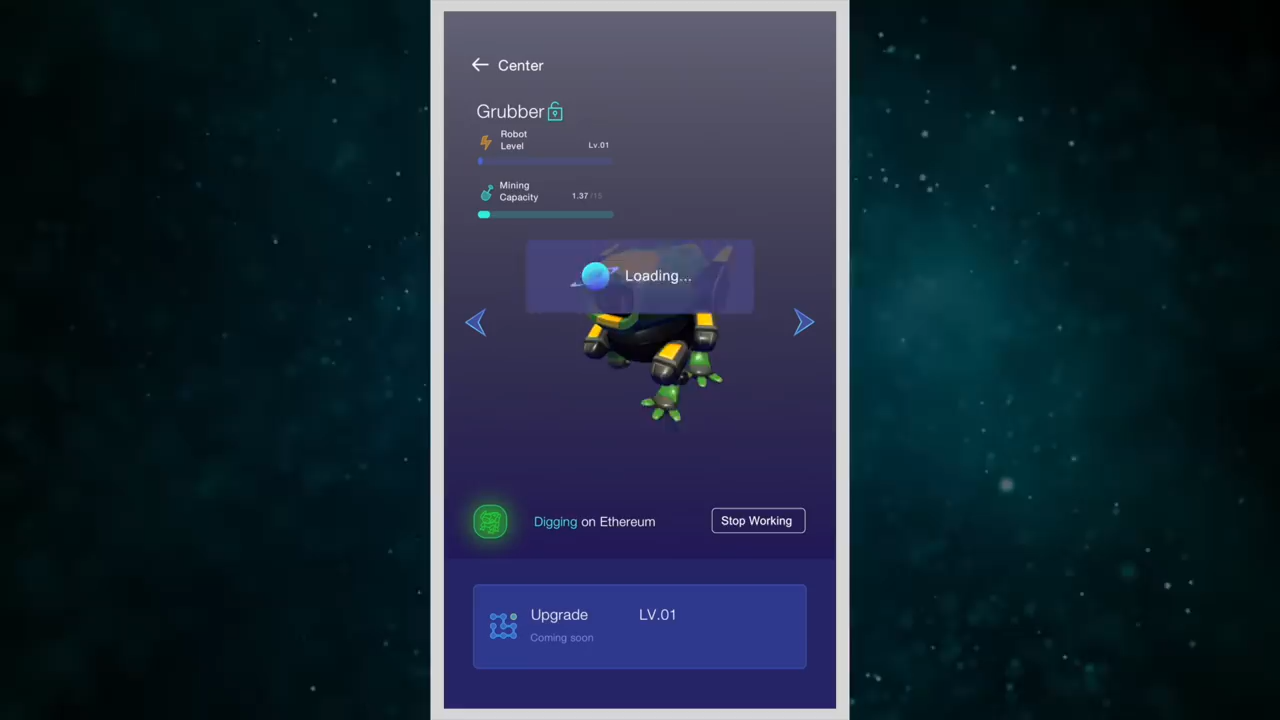 Center
Grubber
Robot
Level
Lv.01
Mining
Capacity
1.37 /15
Loading...
Digging on Ethereum
Stop Working
Upgrade LV.01
Coming soon